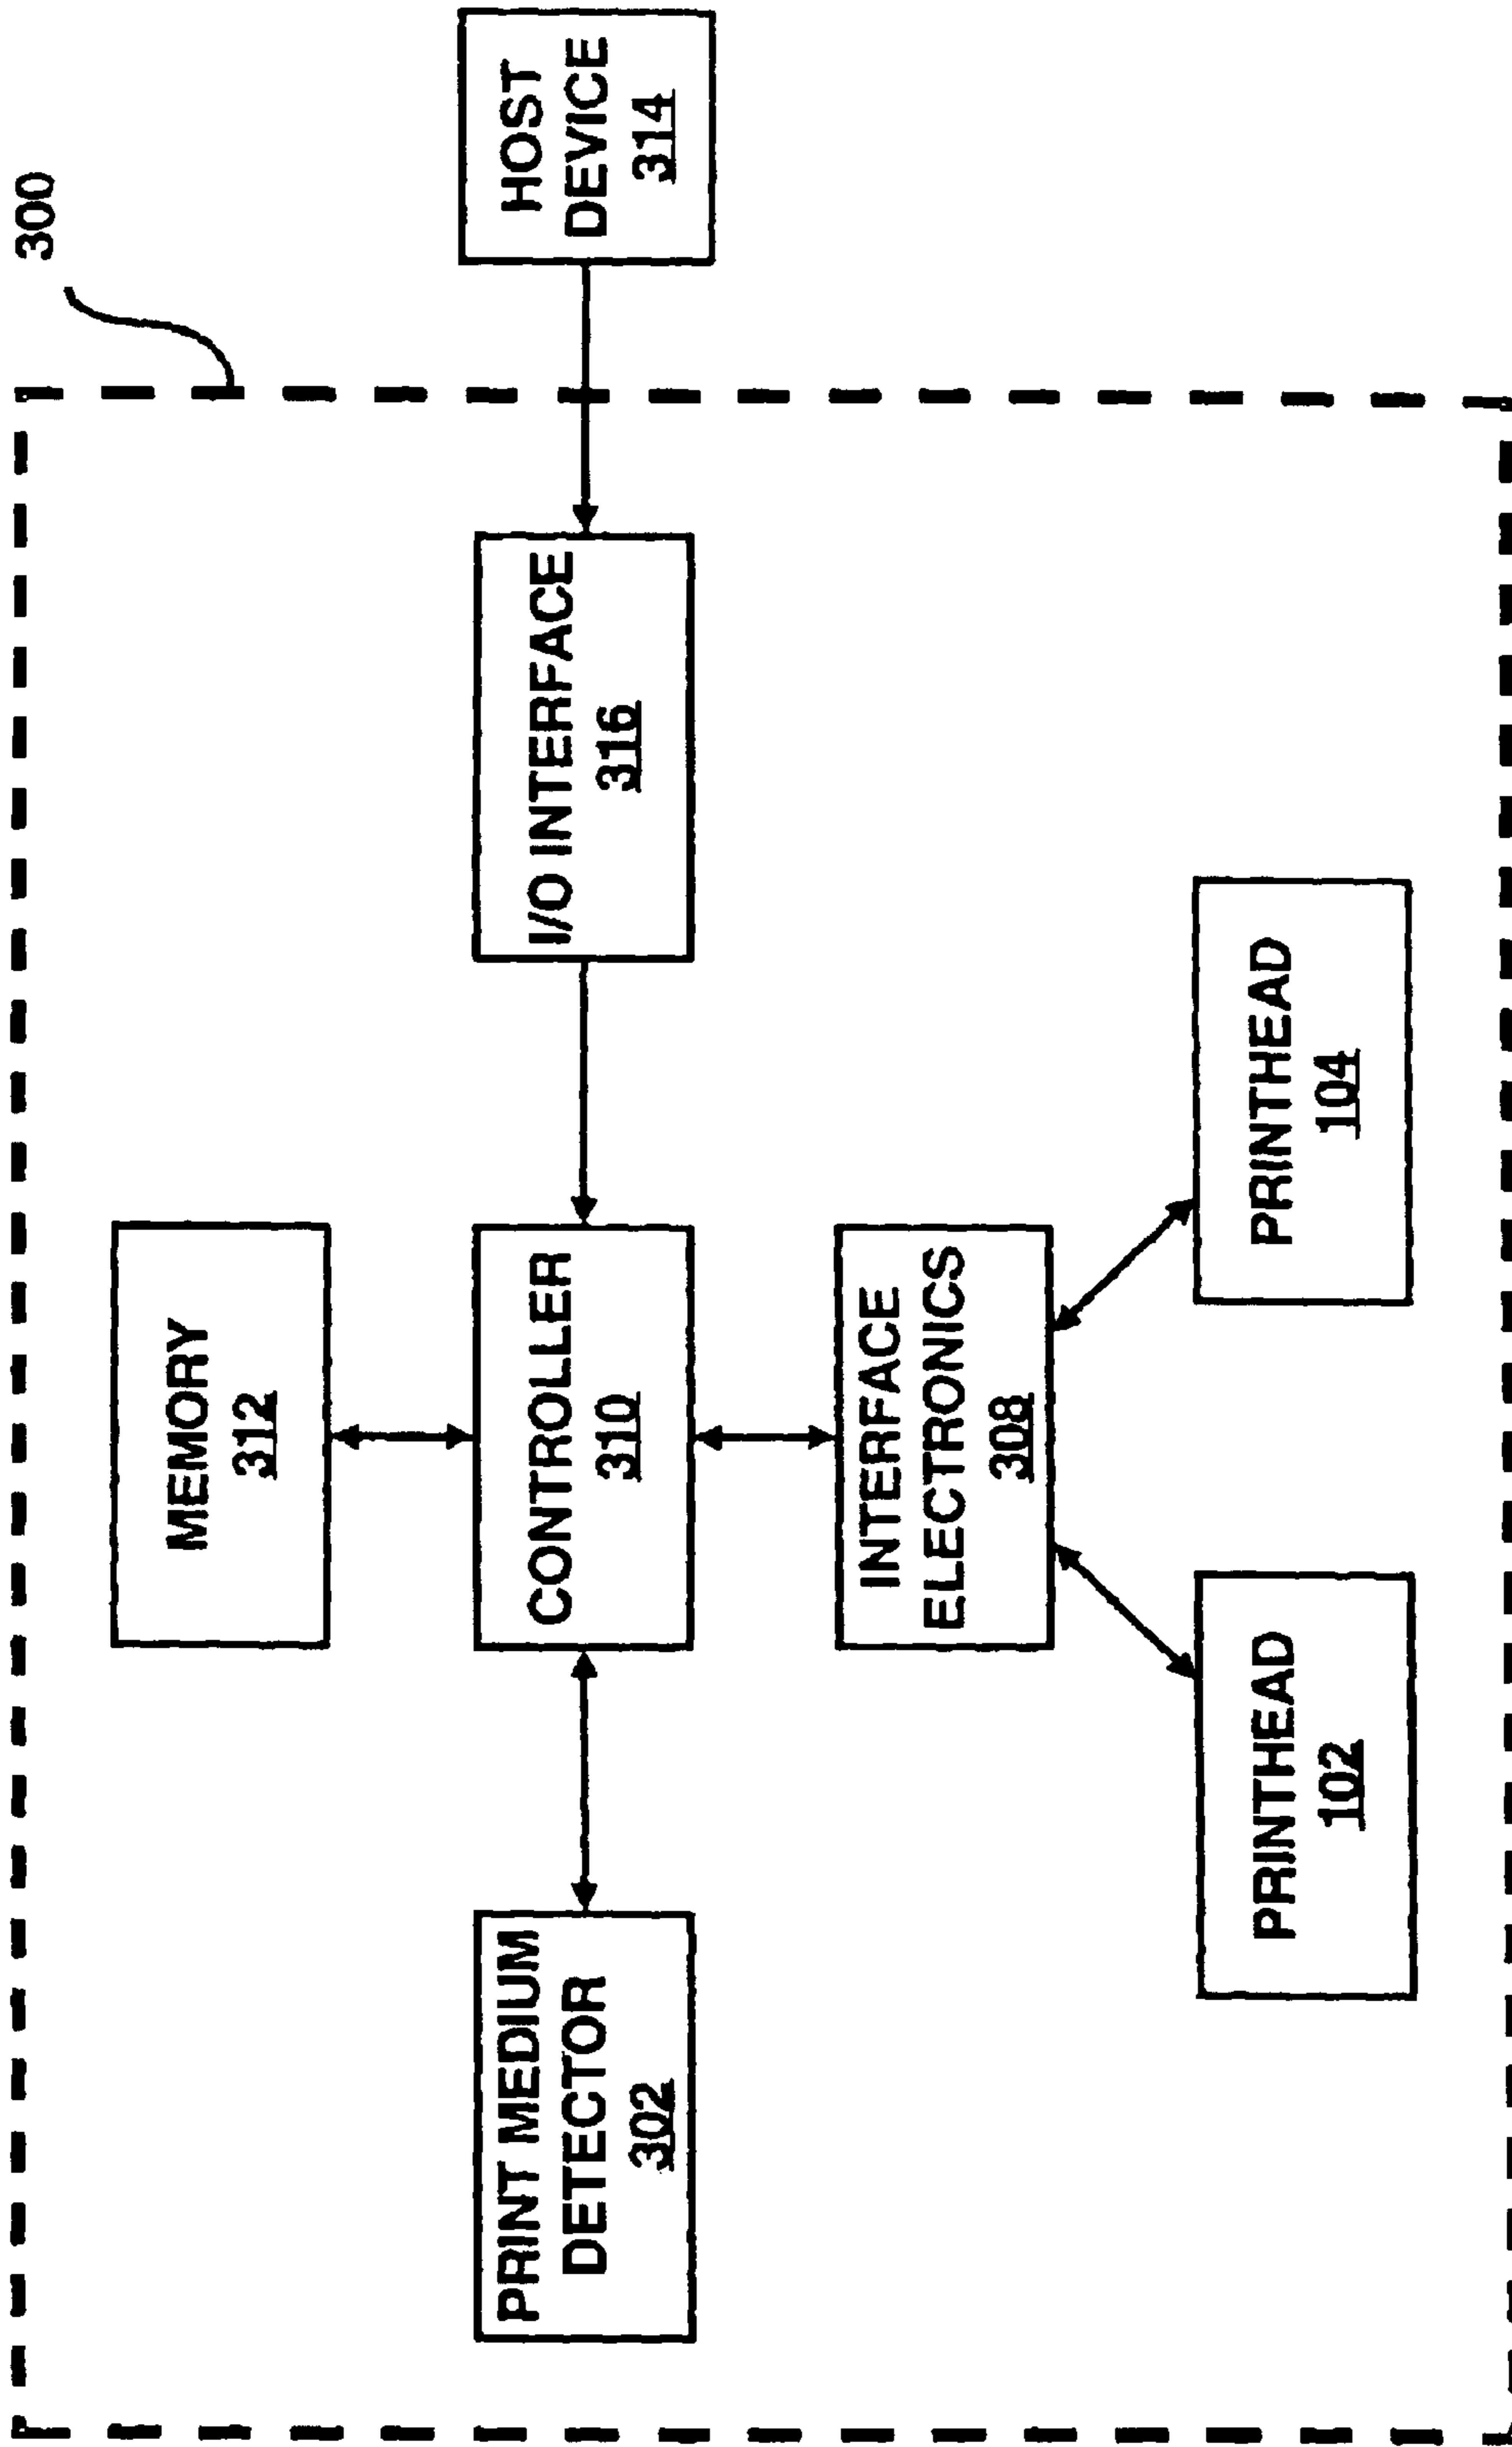 300
HOST
DEVICE
314
I/O INTERFACE
316
MEMORY
312
CONTROLLER
310
PRINT MEDIUM
DETECTOR
302
INTERFACE
ELECTRONICS
308
PRINTHEAD
104
PRINTHEAD
102